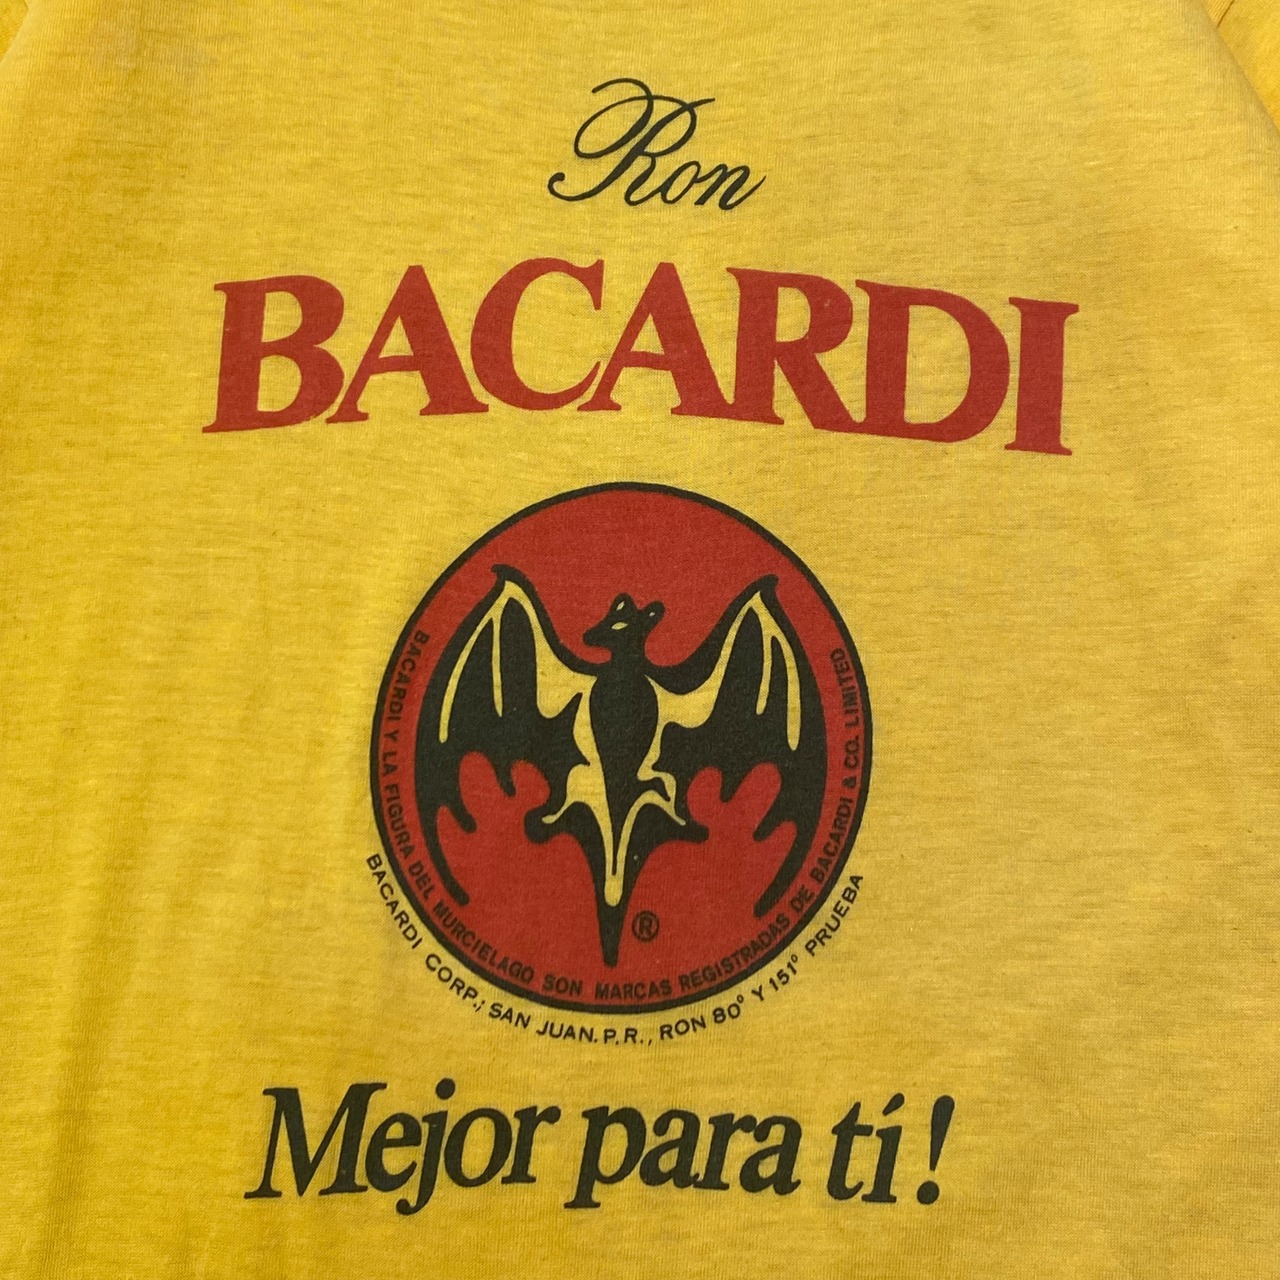 Ron
BACARDI
BACARDI Y LA FIGURA DEL MURCIELAGO SON MARCAS REGISTRADAS DE BACARDI & CO. LIMITED
®
BACARDI CORP.; SAN JUAN. P.R., RON 80° Y 151° PRUEBA
Mejor para tí!